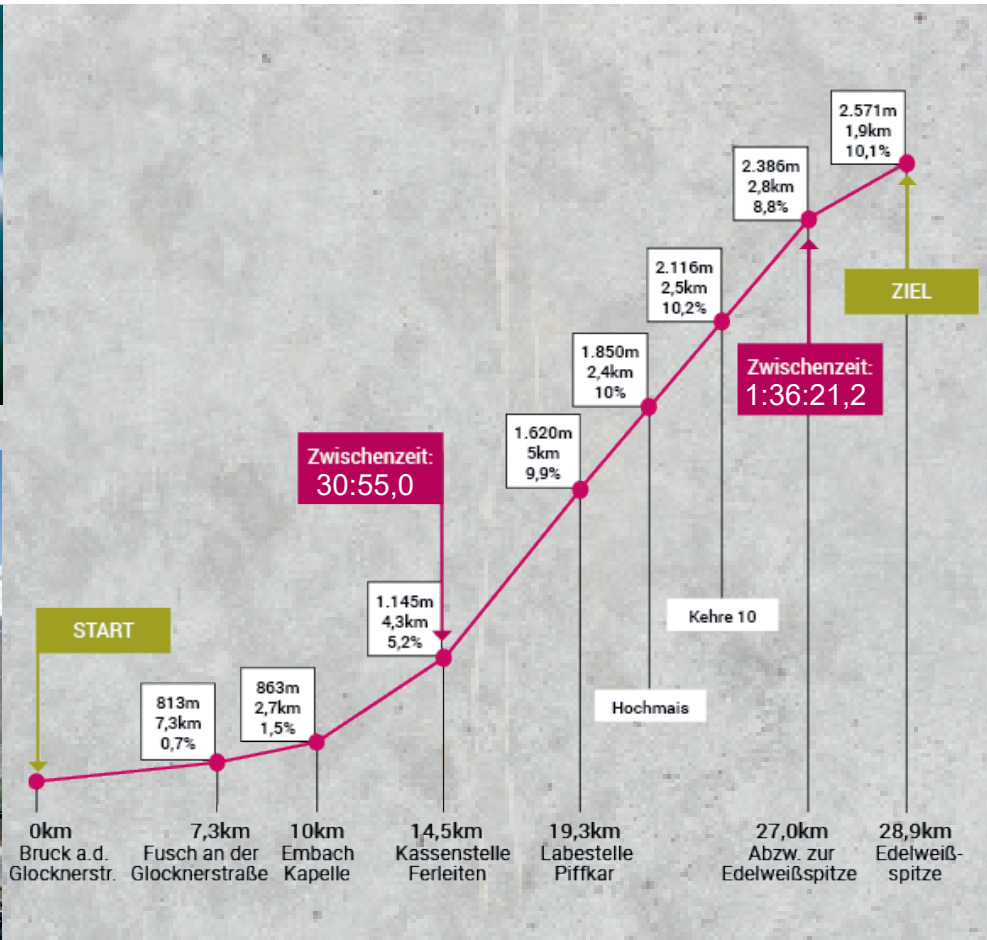 2.571m
1,9km
10,1%
2.386m
2,8km
8,8%
ZIEL
2.116m
2,5km
10,2%
1.850m
2,4km
10%
Zwischenzeit:
1:36:21,2
1.620m
5km
9,9%
Zwischenzeit:
30:55,0
1.145m
4,3km
5,2%
Kehre 10
START
863m
2,7km
1,5%
813m
7,3km
0,7%
Hochmais
0km
Bruck a.d.
Glocknerstr.
7,3km
Fusch an der
Glocknerstraße
10km
Embach
Kapelle
14,5km
Kassenstelle
Ferleiten
19,3km
Labestelle
Piffkar
27,0km
Abzw. zur
Edelweißspitze
28,9km
Edelweiß-
spitze